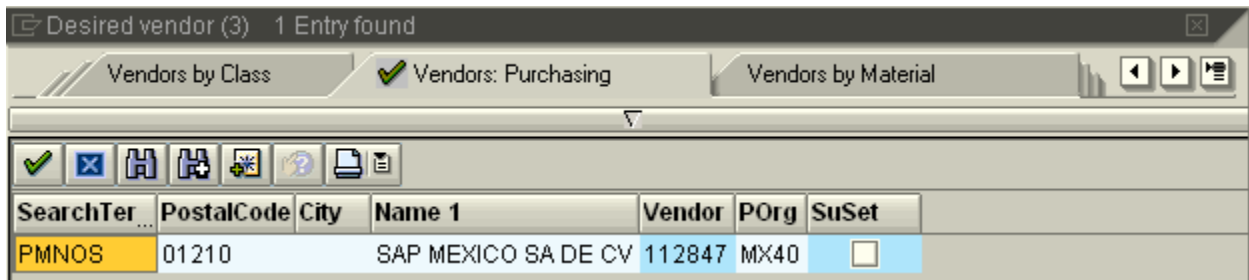 Desired vendor (3) 1 Entry found
Vendors by Class Vendors: Purchasing Vendors by Material
SearchTer... PostalCode City Name 1 Vendor POrg SuSet
PMNOS 01210 SAP MEXICO SA DE CV 112847 MX40